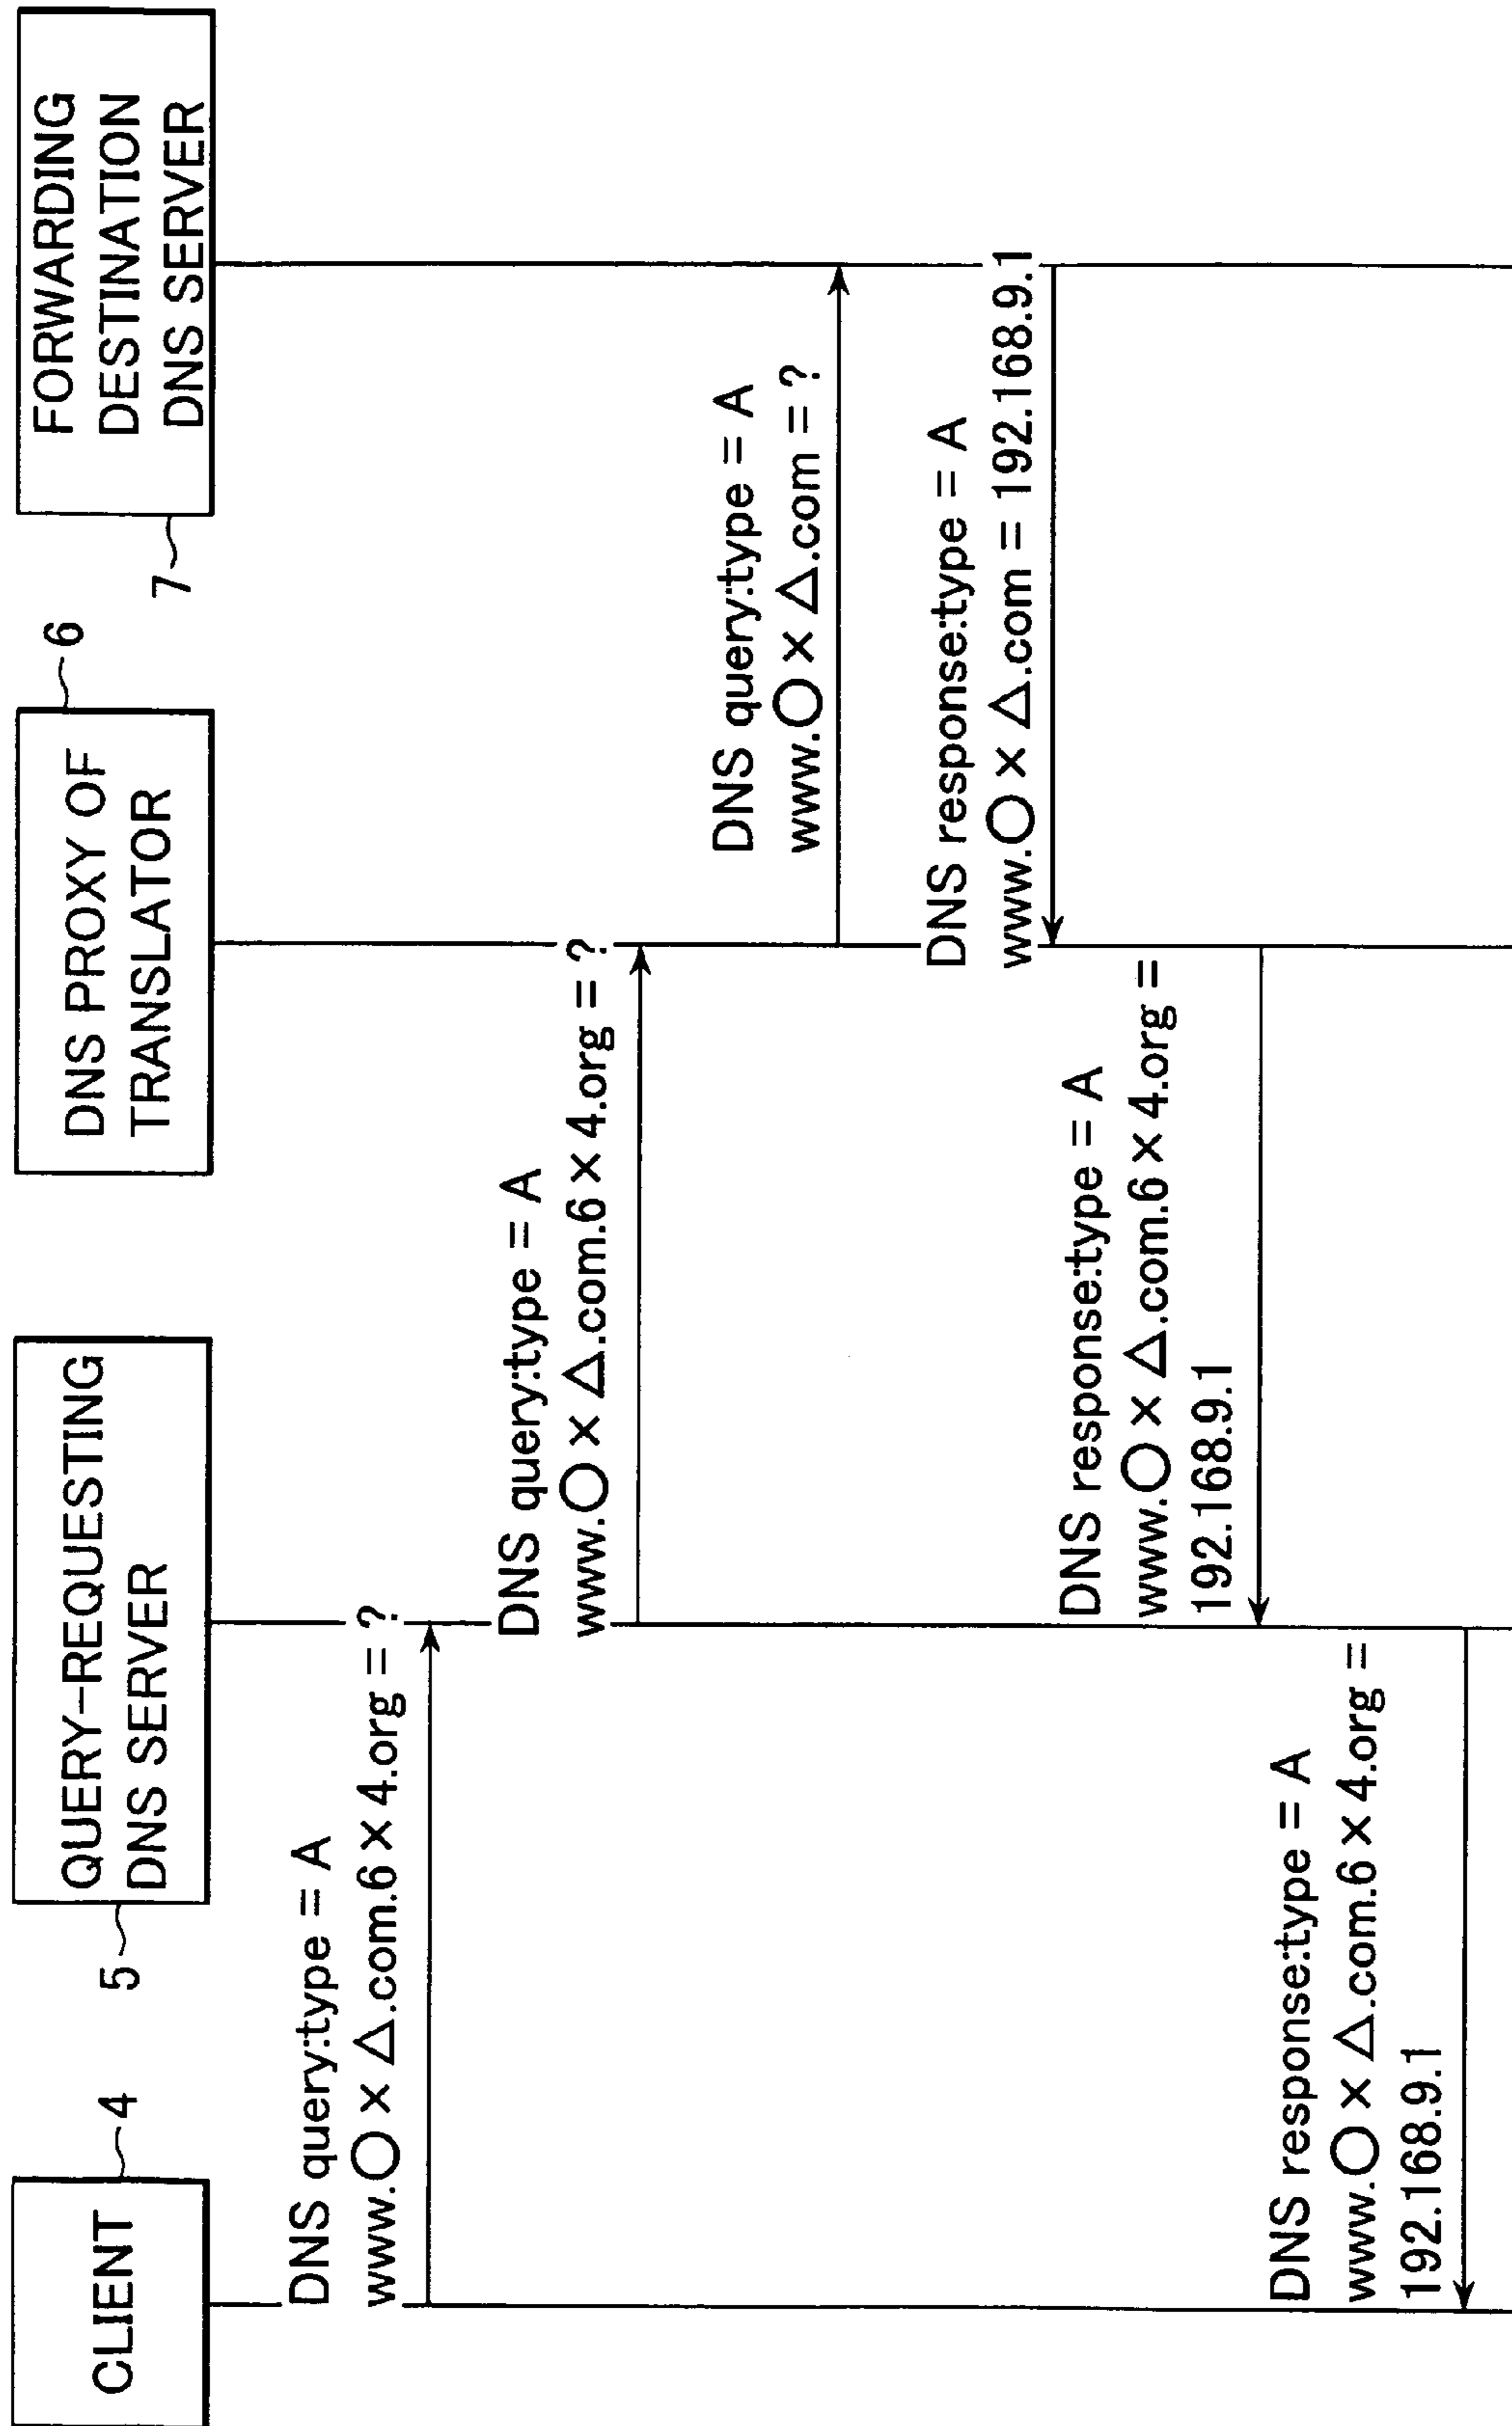 CLIENT
4
QUERY-REQUESTING
DNS SERVER
5
DNS PROXY OF
TRANSLATOR
6
FORWARDING
DESTINATION
DNS SERVER
7
DNS query:type = A
www.○×△.com.6×4.org = ?
DNS query:type = A
www.○×△.com.6×4.org = ?
DNS query:type = A
www.○×△.com = ?
DNS response:type = A
www.○×△.com = 192.168.9.1
DNS response:type = A
www.○×△.com.6×4.org =
192.168.9.1
DNS response:type = A
www.○×△.com.6×4.org =
192.168.9.1